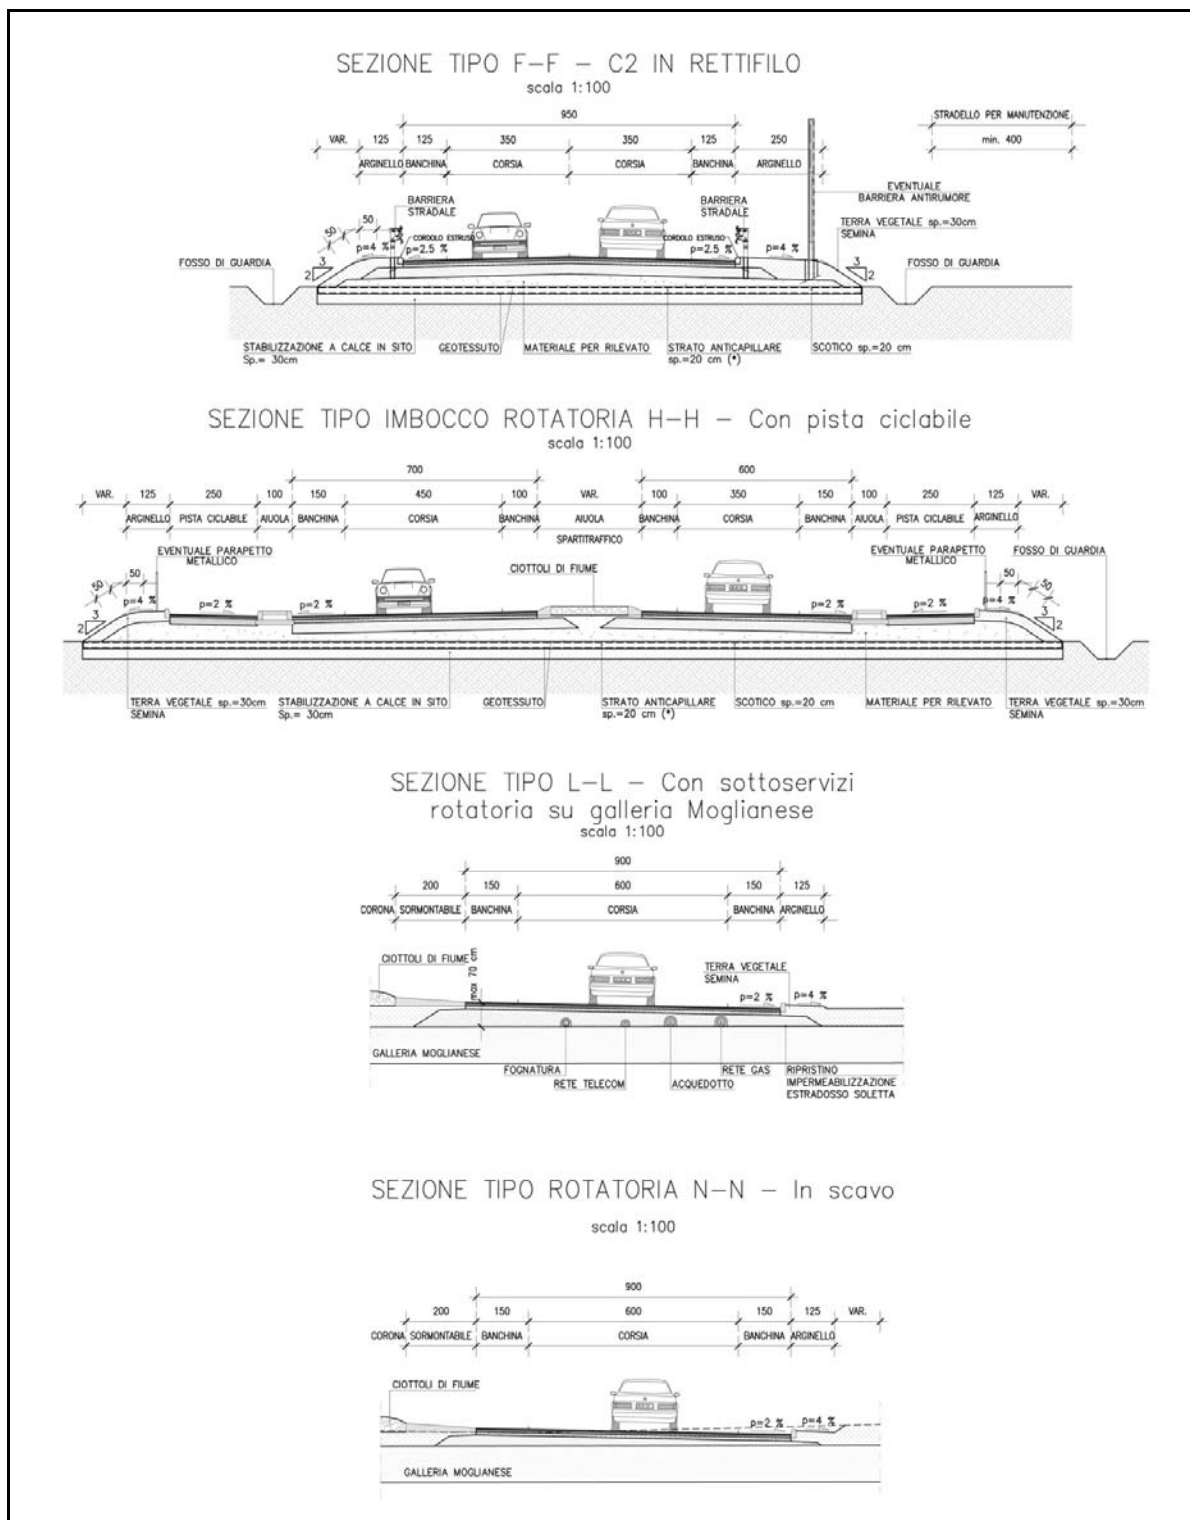 SEZIONE TIPO F-F - C2 IN RETTIFILO
scala 1:100
950
STRADELLO PER MANUTENZIONE
VAR. 125 125 350 350 125 250 min. 400
ARGINELLO BANCHINA CORSIA CORSIA BANCHINA ARGINELLO
EVENTUALE
BARRIERA ANTIRUMORE
BARRIERA
STRADALE
BARRIERA
STRADALE
50 50
TERRA VEGETALE sp.=30cm
SEMINA
CORDOLO ESTRUSO CORDOLO ESTRUSO
p=4 % p=2.5 % p=2.5 % p=4 %
FOSSO DI GUARDIA 3 2 3 2 FOSSO DI GUARDIA
STABILIZZAZIONE A CALCE IN SITO
Sp.= 30cm
GEOTESSUTO
MATERIALE PER RILEVATO
STRATO ANTICAPILLARE
sp.=20 cm (*)
SCOTICO sp.=20 cm
SEZIONE TIPO IMBOCCO ROTATORIA H-H - Con pista ciclabile
scala 1:100
700 600
VAR. 125 250 100 150 450 100 VAR. 100 350 150 100 250 125 VAR.
ARGINELLO PISTA CICLABILE AIUOLA BANCHINA CORSIA BANCHINA AIUOLA BANCHINA CORSIA BANCHINA AIUOLA PISTA CICLABILE ARGINELLO
SPARTITRAFFICO
EVENTUALE PARAPETTO
METALLICO
CIOTTOLI DI FIUME
EVENTUALE PARAPETTO
METALLICO
FOSSO DI GUARDIA
50 50 50 50
p=4 % p=2 % p=2 % p=2 % p=2 % p=4 %
3 2 3 2
TERRA VEGETALE sp.=30cm
SEMINA
STABILIZZAZIONE A CALCE IN SITO
Sp.= 30cm
GEOTESSUTO
STRATO ANTICAPILLARE
sp.=20 cm (*)
SCOTICO sp.=20 cm
MATERIALE PER RILEVATO
TERRA VEGETALE sp.=30cm
SEMINA
SEZIONE TIPO L-L - Con sottoservizi
rotatoria su galleria Moglianese
scala 1:100
900
200 150 600 150 125
CORONA SORMONTABILE BANCHINA CORSIA BANCHINA ARGINELLO
CIOTTOLI DI FIUME
max 70 cm
TERRA VEGETALE
SEMINA
p=2 % p=4 %
GALLERIA MOGLIANESE
FOGNATURA
RETE TELECOM
ACQUEDOTTO
RETE GAS
RIPRISTINO
IMPERMEABILIZZAZIONE
ESTRADOSSO SOLETTA
SEZIONE TIPO ROTATORIA N-N - In scavo
scala 1:100
900
200 150 600 150 125 VAR.
CORONA SORMONTABILE BANCHINA CORSIA BANCHINA ARGINELLO
CIOTTOLI DI FIUME
p=2 % p=4 %
GALLERIA MOGLIANESE